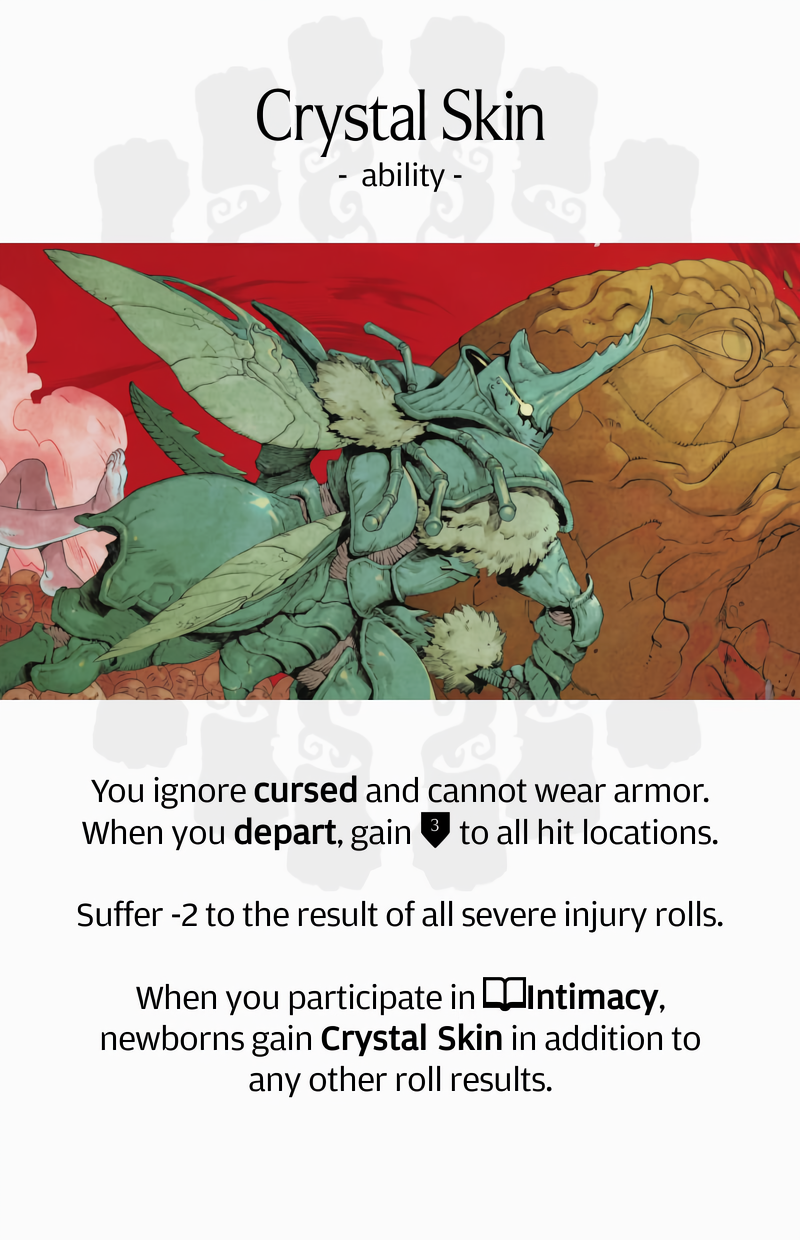 Crystal Skin
- ability -
You ignore cursed and cannot wear armor.
When you depart, gain 3 to all hit locations.
Suffer -2 to the result of all severe injury rolls.
When you participate in Intimacy,
newborns gain Crystal Skin in addition to
any other roll results.